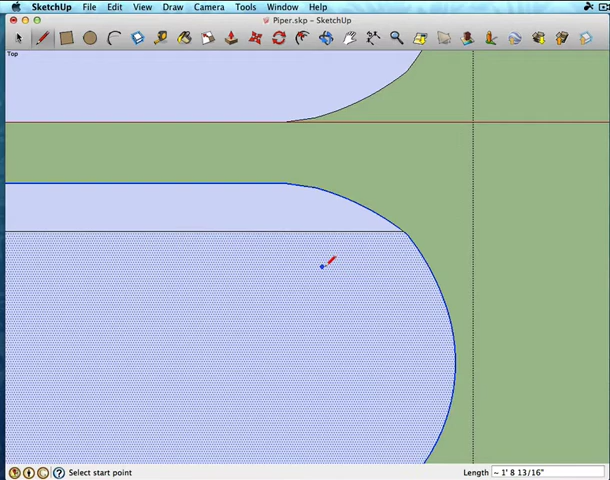 SketchUp File Edit View Draw Camera Tools Window Help
Piper.skp – SketchUp
Top
Select start point
Length ~ 1' 8 13/16"